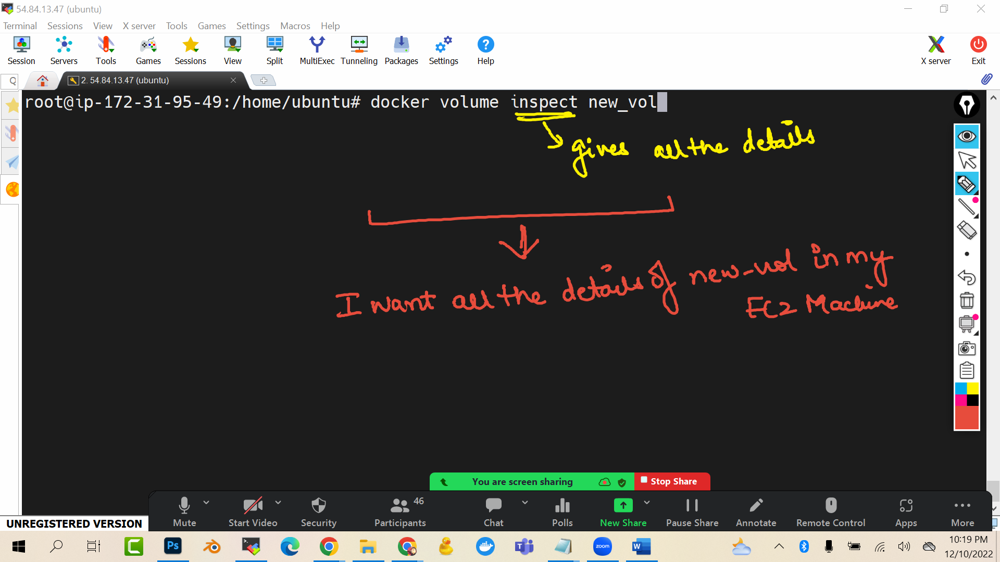 54.84.13.47 (ubuntu)
Terminal Sessions View X server Tools Games Settings Macros Help
Session Servers Tools Games Sessions View Split MultiExec Tunneling Packages Settings Help X server Exit
2. 54.84.13.47 (ubuntu)
root@ip-172-31-95-49:/home/ubuntu# docker volume inspect new_vol
gives all the details
I want all the details of new-vol in my
EC2 Machine
You are screen sharing Stop Share
46
Mute Start Video Security Participants Chat Polls New Share Pause Share Annotate Remote Control Apps More
UNREGISTERED VERSION
Ps zoom W
10:19 PM
12/10/2022